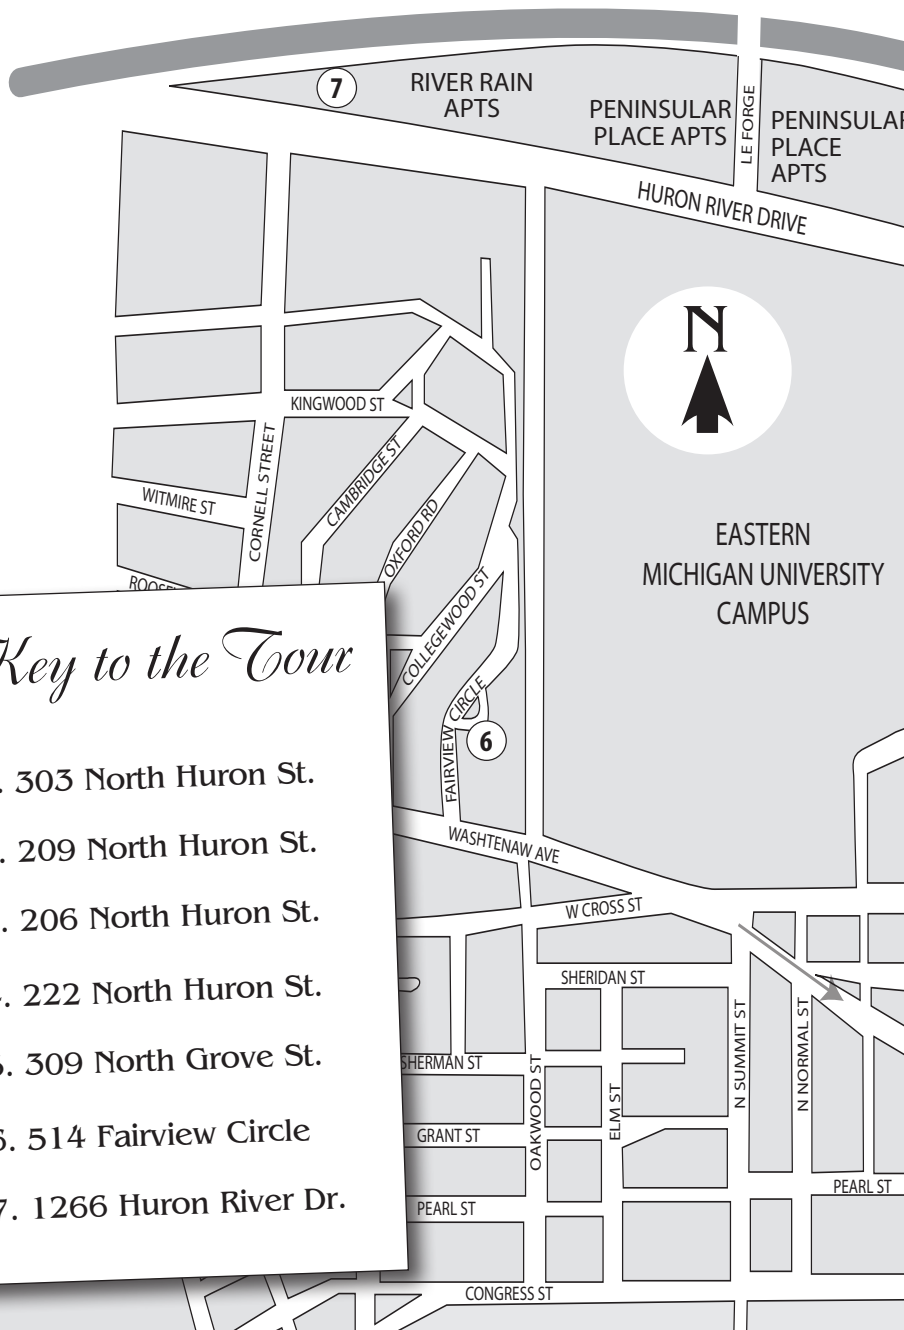 7
RIVER RAIN
APTS
PENINSULAR
PLACE APTS
LE FORGE
PENINSULAR
PLACE
APTS
HURON RIVER DRIVE
N
KINGWOOD ST
CORNELL STREET
CAMBRIDGE ST
OXFORD RD
WITMIRE ST
EASTERN
MICHIGAN UNIVERSITY
CAMPUS
COLLEGEWOOD ST
FAIRVIEW CIRCLE
6
Key to the Tour
. 303 North Huron St.
. 209 North Huron St.
. 206 North Huron St.
. 222 North Huron St.
. 309 North Grove St.
6. 514 Fairview Circle
7. 1266 Huron River Dr.
WASHTENAW AVE
W CROSS ST
SHERIDAN ST
SHERMAN ST
OAKWOOD ST
ELM ST
N SUMMIT ST
N NORMAL ST
GRANT ST
PEARL ST
PEARL ST
CONGRESS ST